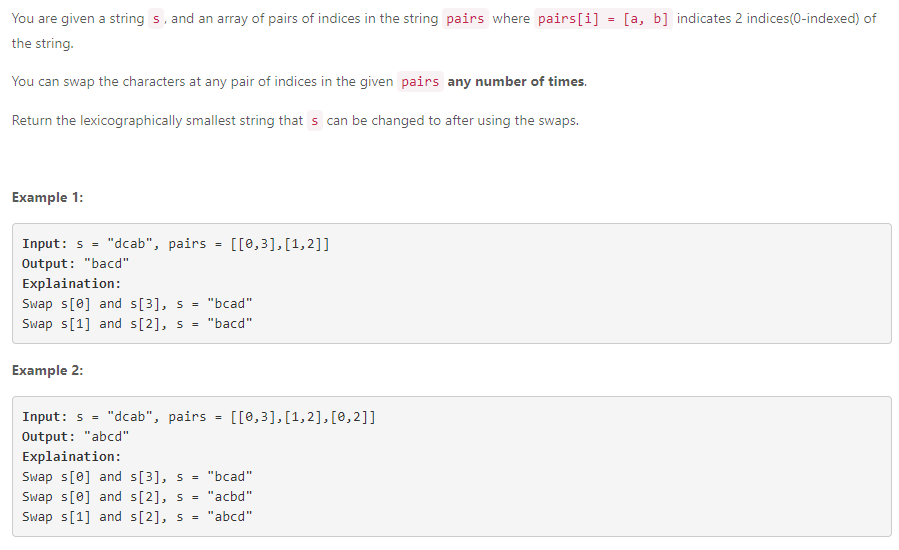 You are given a string s, and an array of pairs of indices in the string pairs where pairs[i] = [a, b] indicates 2 indices(0-indexed) of
the string.
You can swap the characters at any pair of indices in the given pairs any number of times.
Return the lexicographically smallest string that s can be changed to after using the swaps.
Example 1:
Input: s = "dcab", pairs = [[0,3],[1,2]]
Output: "bacd"
Explaination:
Swap s[0] and s[3], s = "bcad"
Swap s[1] and s[2], s = "bacd"
Example 2:
Input: s = "dcab", pairs = [[0,3],[1,2],[0,2]]
Output: "abcd"
Explaination:
Swap s[0] and s[3], s = "bcad"
Swap s[0] and s[2], s = "acbd"
Swap s[1] and s[2], s = "abcd"